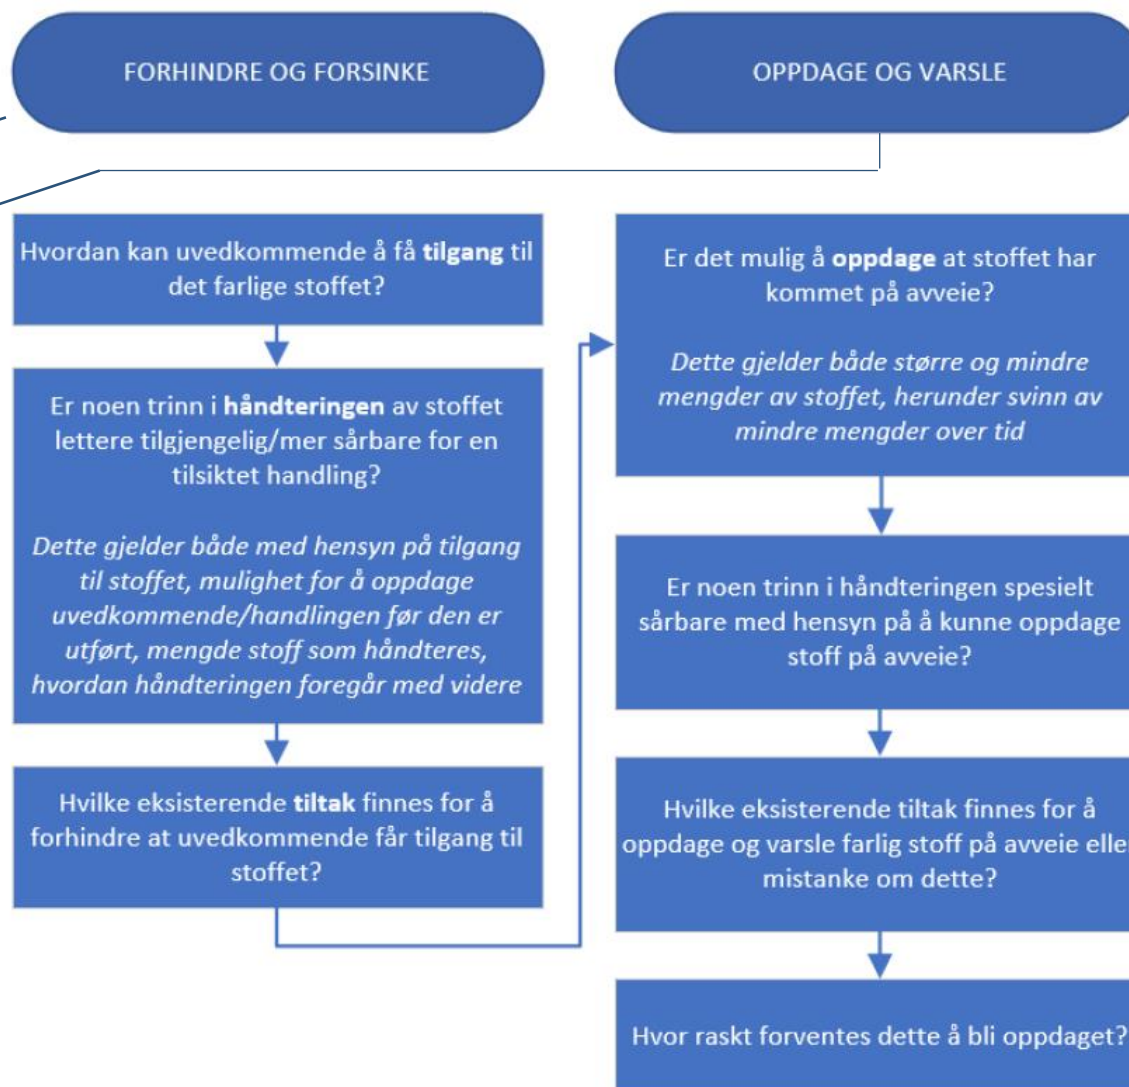 FORHINDRE OG FORSINKE
Hvordan kan uvedkommende å få tilgang til
det farlige stoffet?
Er noen trinn i håndteringen av stoffet
lettere tilgjengelig/mer sårbare for en
tilsiktet handling?
Dette gjelder både med hensyn på tilgang
til stoffet, mulighet for å oppdage
uvedkommende/handlingen før den er
utført, mengde stoff som håndteres,
hvordan håndteringen foregår med videre
Hvilke eksisterende tiltak finnes for å
forhindre at uvedkommende får tilgang til
stoffet?
OPPDAGE OG VARSLE
Er det mulig å oppdage at stoffet har
kommet på avveie?
Dette gjelder både større og mindre
mengder av stoffet, herunder svinn av
mindre mengder over tid
Er noen trinn i håndteringen spesielt
sårbare med hensyn på å kunne oppdage
stoff på avveie?
Hvilke eksisterende tiltak finnes for å
oppdage og varsle farlig stoff på avveie elle
mistanke om dette?
Hvor raskt forventes dette å bli oppdaget?